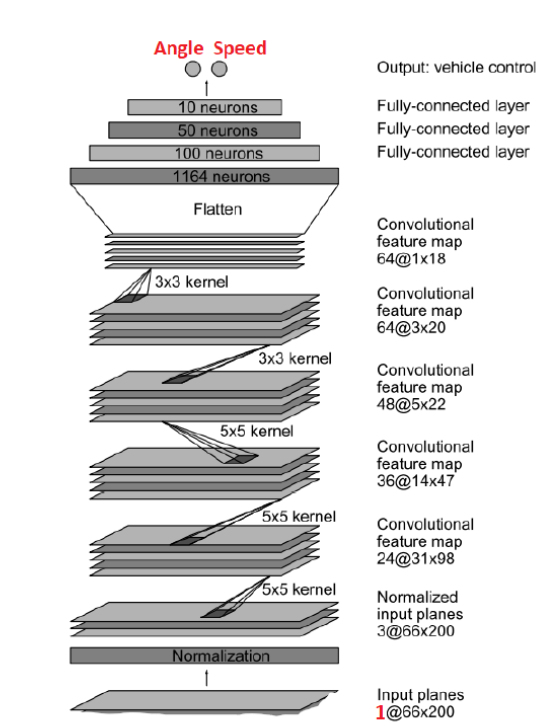 Angle Speed
Output: vehicle control
10 neurons
Fully-connected layer
50 neurons
Fully-connected layer
100 neurons
Fully-connected layer
1164 neurons
Flatten
Convolutional
feature map
64@1x18
3x3 kernel
Convolutional
feature map
64@3x20
3x3 kernel
Convolutional
feature map
48@5x22
5x5 kernel
Convolutional
feature map
36@14x47
5x5 kernel
Convolutional
feature map
24@31x98
5x5 kernel
Normalized
input planes
3@66x200
Normalization
Input planes
1@66x200